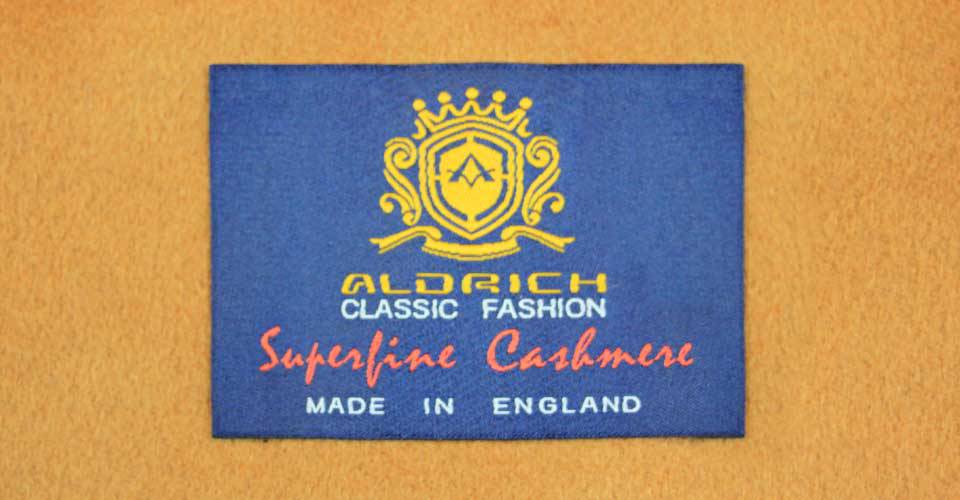 ALDRICH
CLASSIC FASHION
Superfine Cashmere
MADE IN ENGLAND